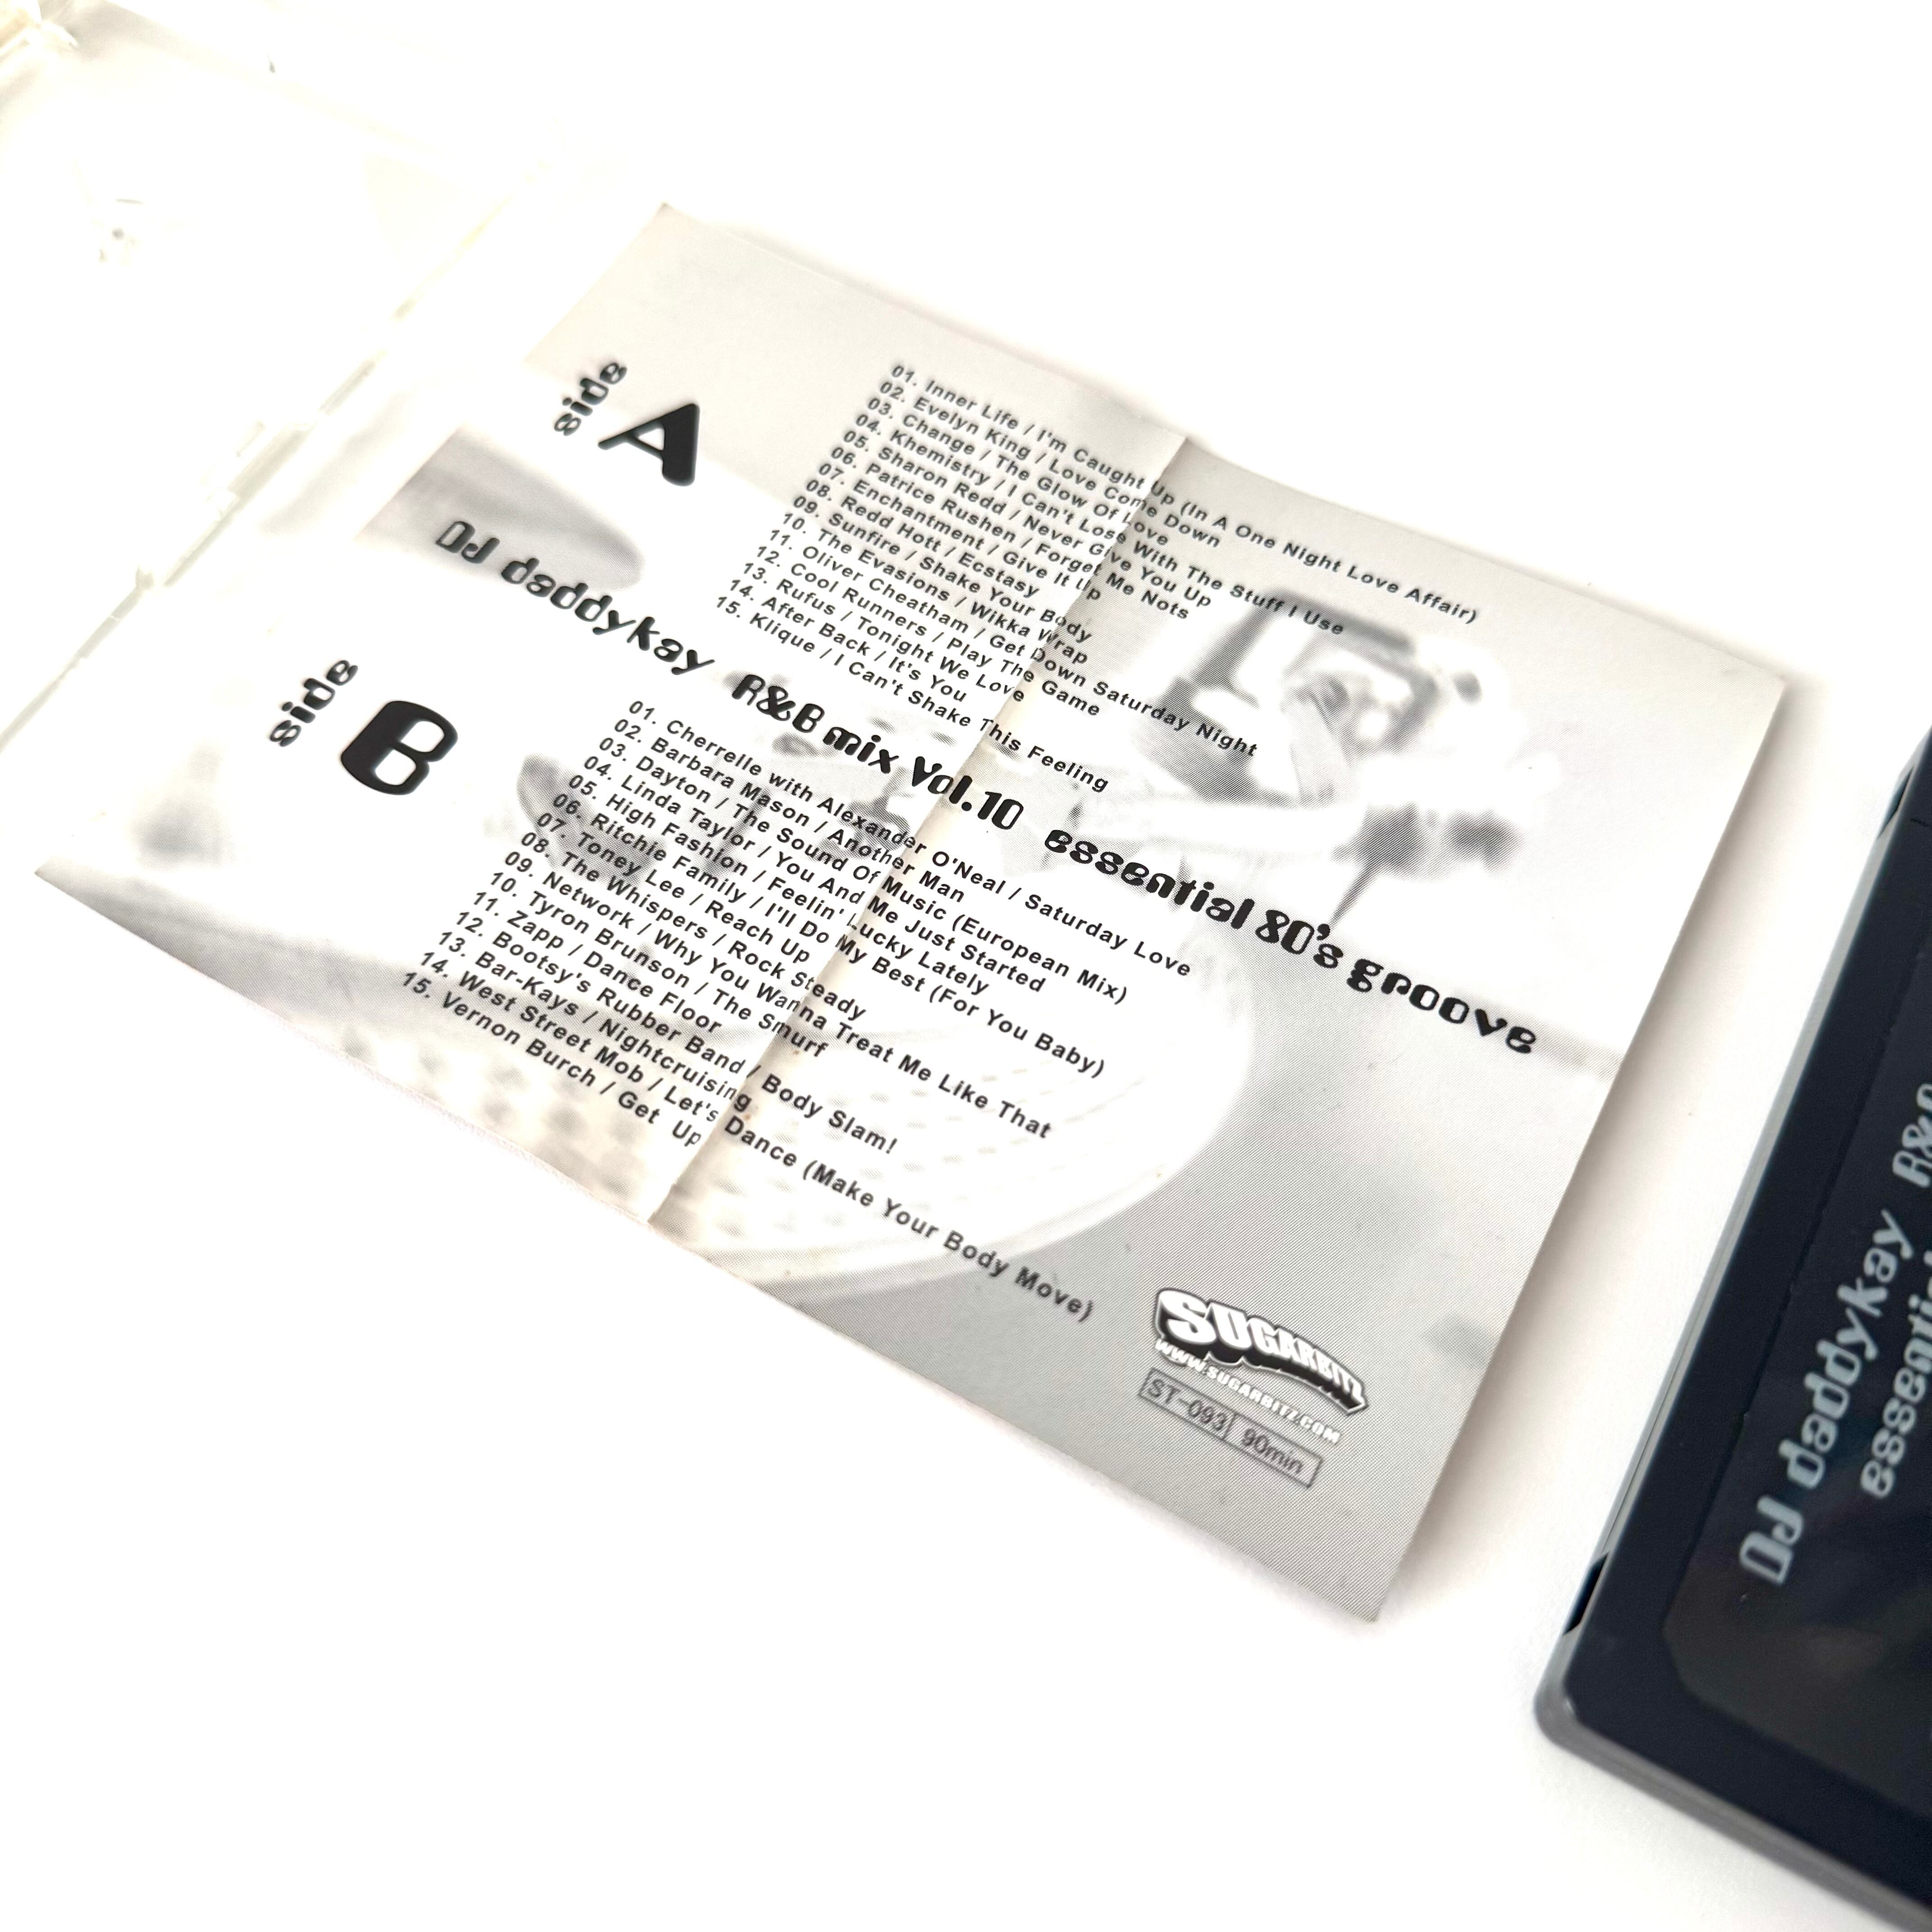 side A
01. Inner Life / I'm Caught Up (In A One Night Love Affair)
02. Evelyn King / Love Come Down
03. Change / The Glow Of Love
04. Khemistry / I Can't Lose With The Stuff I Use
05. Sharon Redd / Never Give You Up
06. Patrice Rushen / Forget Me Nots
07. Enchantment / Give It Up
08. Redd Hott / Ecstasy
09. Sunfire / Shake Your Body
10. The Evasions / Wikka Wrap
11. Oliver Cheatham / Get Down Saturday Night
12. Cool Runners / Play The Game
13. Rufus / Tonight We Love
14. After Back / It's You
15. Klique / I Can't Shake This Feeling
DJ daddykay R&B mix Vol.10 essential 80's groove
side B
01. Cherrelle with Alexander O'Neal / Saturday Love
02. Barbara Mason / Another Man
03. Dayton / The Sound Of Music (European Mix)
04. Linda Taylor / You And Me Just Started
05. High Fashion / Feelin' Lucky Lately
06. Ritchie Family / I'll Do My Best (For You Baby)
07. Toney Lee / Reach Up
08. The Whispers / Rock Steady
09. Network / Why You Wanna Treat Me Like That
10. Tyron Brunson / The Smurf
11. Zapp / Dance Floor
12. Bootsy's Rubber Band / Body Slam!
13. Bar-Kays / Nightcruising
14. West Street Mob / Let's Dance (Make Your Body Move)
15. Vernon Burch / Get Up
SUGARBITZ
WWW.SUGARBITZ.COM
ST-093 90min
DJ daddykay R&B